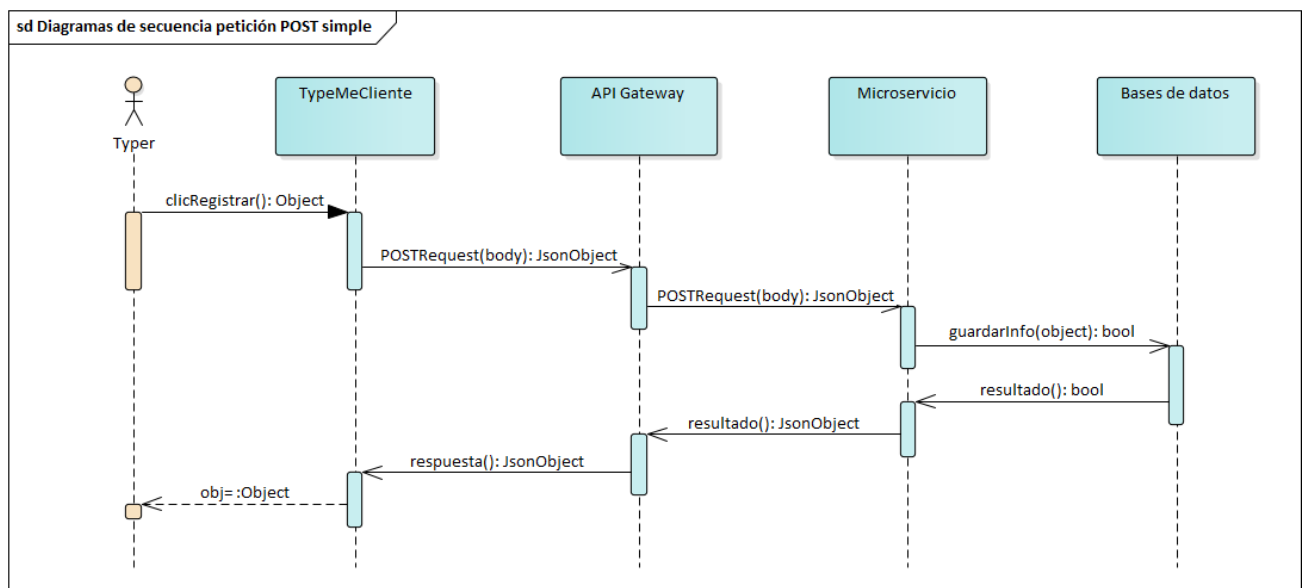 sd Diagramas de secuencia petición POST simple
TypeMeCliente
API Gateway
Microservicio
Bases de datos
Typer
clicRegistrar(): Object
POSTRequest(body): JsonObject
POSTRequest(body): JsonObject
guardarInfo(object): bool
resultado(): bool
resultado(): JsonObject
respuesta(): JsonObject
obj= :Object